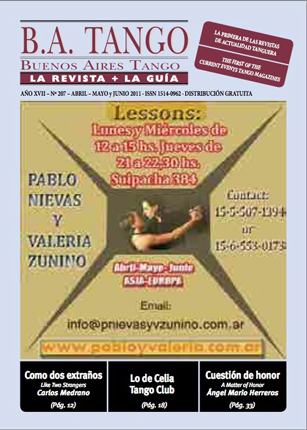 B.A. TANGO
BUENOS AIRES TANGO
LA REVISTA + LA GUÍA
LA PRIMERA DE LAS REVISTAS
DE ACTUALIDAD TANGUERA
THE FIRST OF THE
CURRENT EVENTS TANGO MAGAZINES
AÑO XVII - Nº 207 - ABRIL - MAYO y JUNIO 2011 - ISSN 1514-0962 - DISTRIBUCIÓN GRATUITA
Lessons:
Lunes y Miércoles de
12 a 15 hs. Jueves de
21 a 22,30 hs.
Suipacha 384
PABLO
NIEVAS
Y
VALERIA
ZUNINO
Contact:
15-5-507-1394
or
15-6-553-0173
Abril-Mayo- Junio
ASIA-EUROPA
Email:
info@pnievasyvzunino.com.ar
www.pabloyvaleria.com.ar
Como dos extraños
Like Two Strangers
Carlos Medrano
(Pág. 12)
Lo de Celia
Tango Club
(Pág. 18)
Cuestión de honor
A Matter of Honor
Ángel Mario Herreros
(Pág. 33)